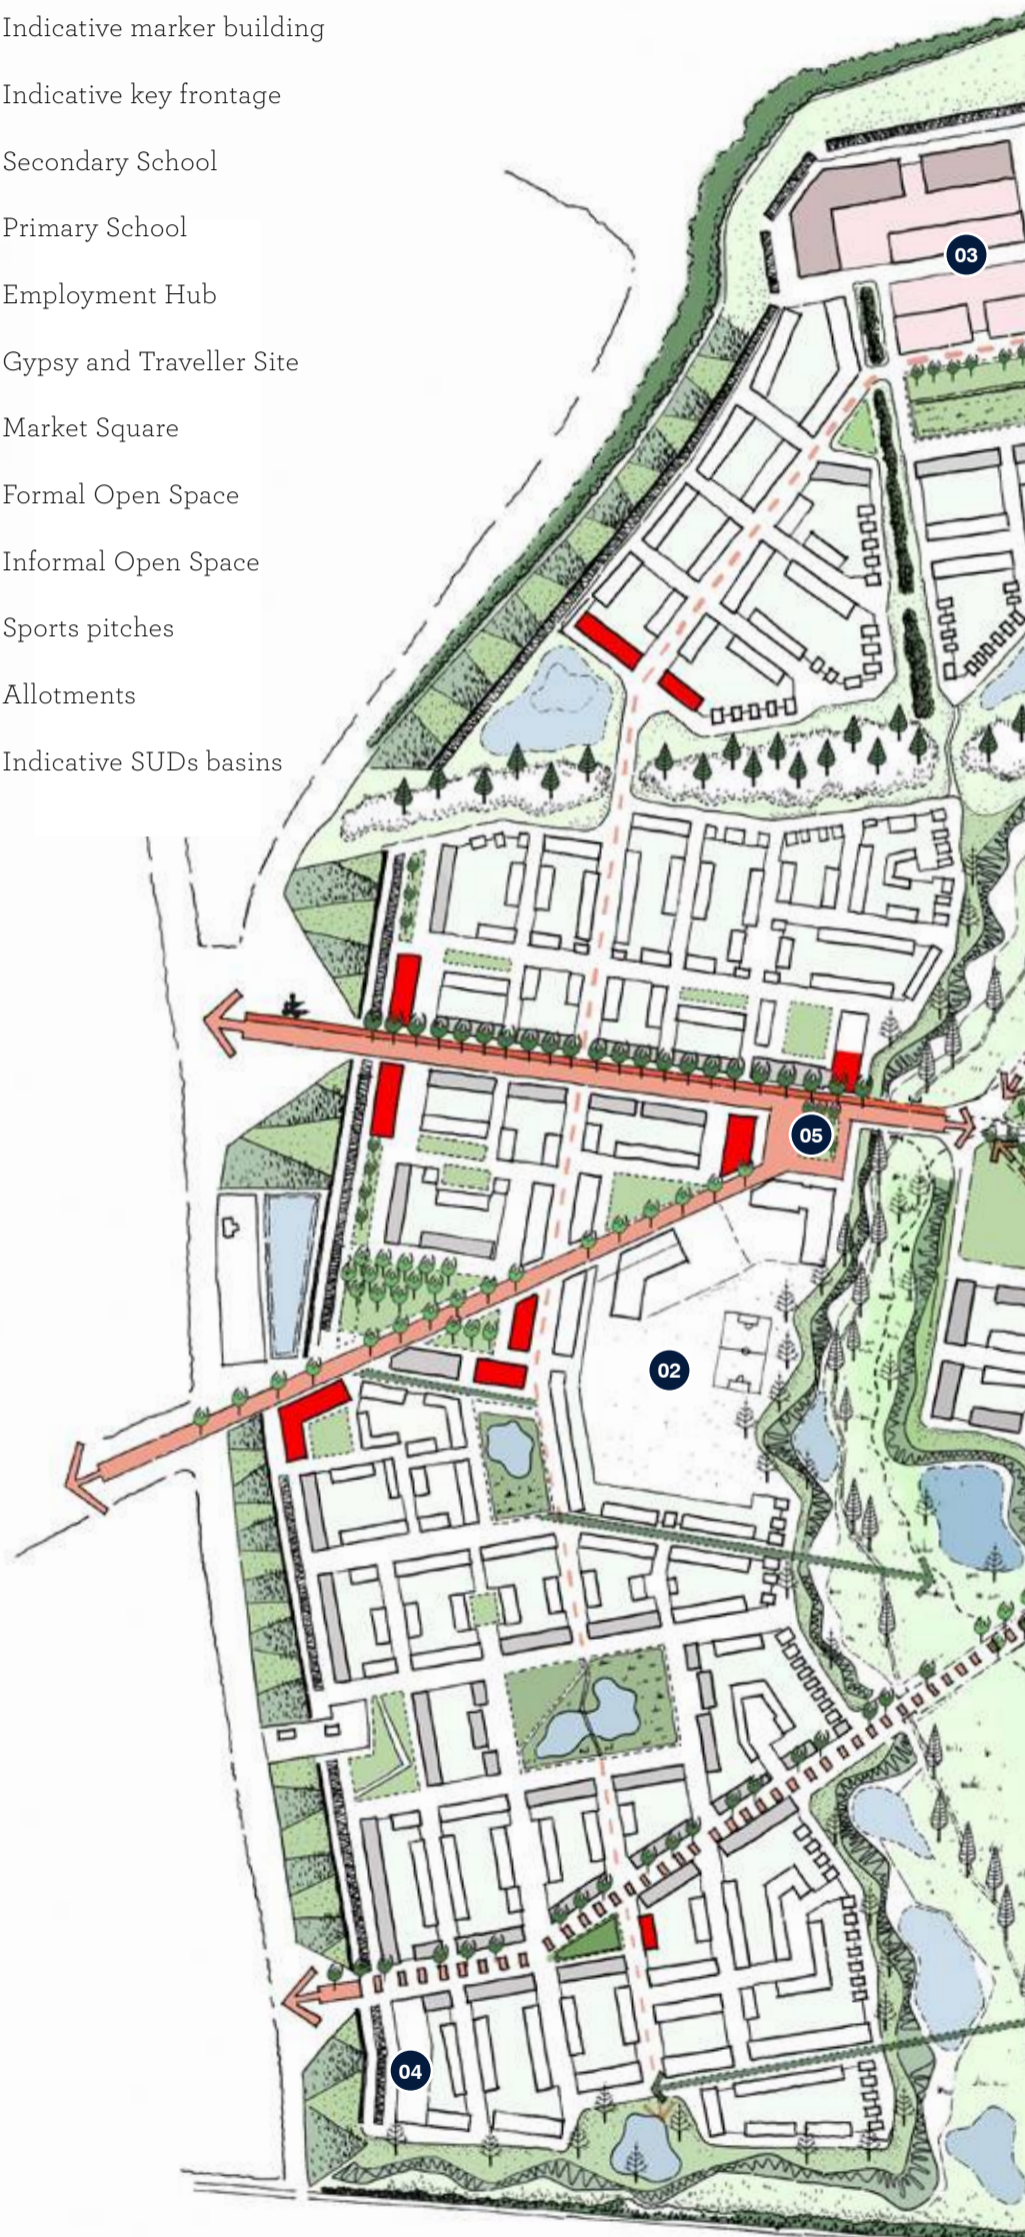 Indicative marker building
Indicative key frontage
Secondary School
Primary School
Employment Hub
Gypsy and Traveller Site
Market Square
Formal Open Space
Informal Open Space
Sports pitches
Allotments
Indicative SUDs basins
03
05
02
04